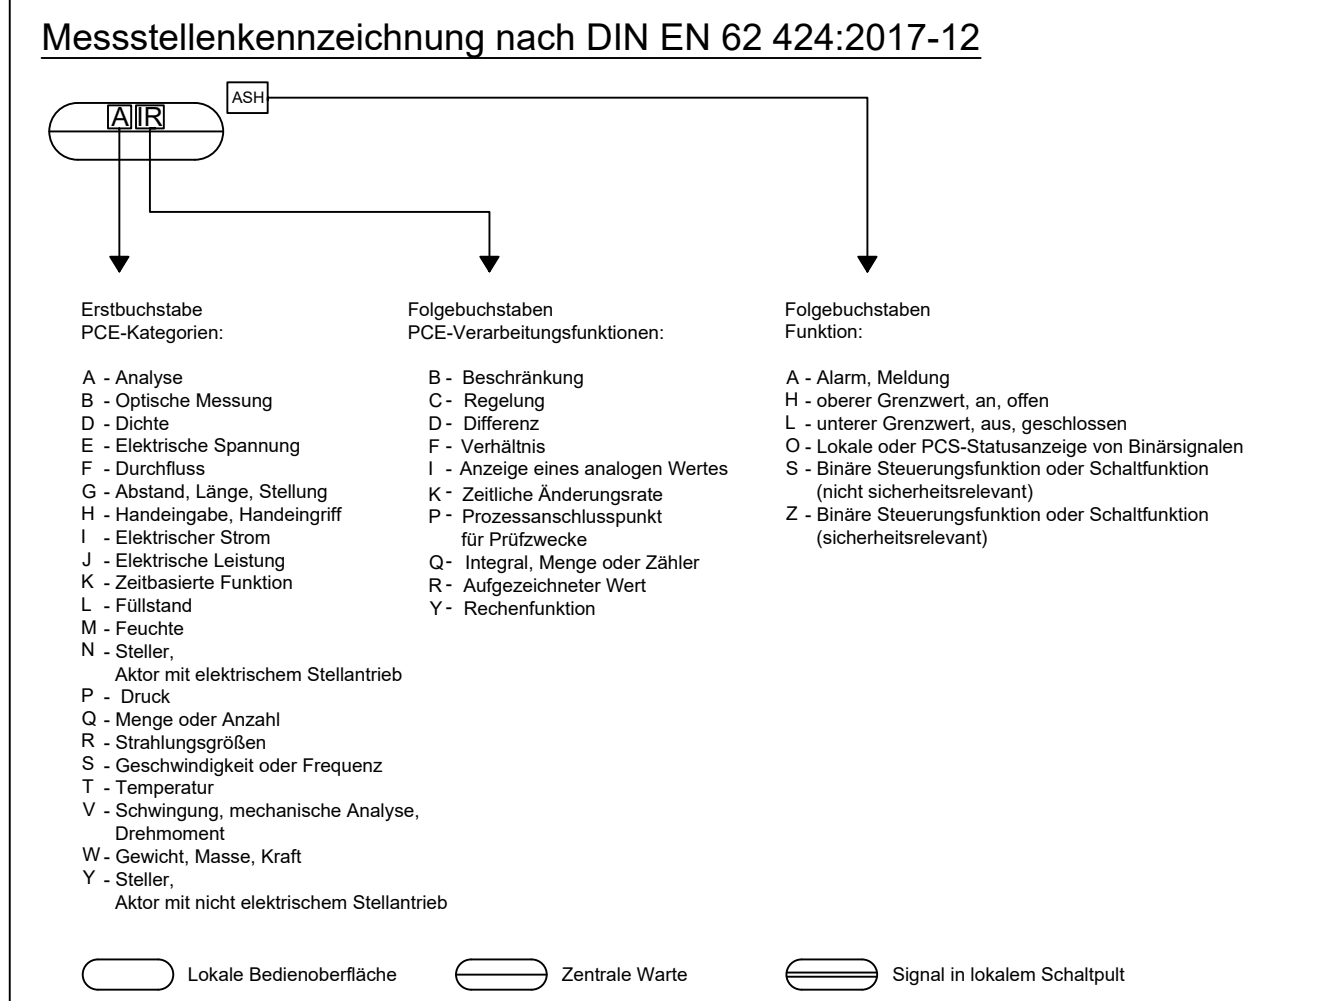 Messstellenkennzeichnung nach DIN EN 62 424:2017-12
ASH
A IR
Erstbuchstabe
PCE-Kategorien:
A - Analyse
B - Optische Messung
D - Dichte
E - Elektrische Spannung
F - Durchfluss
G - Abstand, Länge, Stellung
H - Handeingabe, Handeingriff
I - Elektrischer Strom
J - Elektrische Leistung
K - Zeitbasierte Funktion
L - Füllstand
M - Feuchte
N - Steller,
Aktor mit elektrischem Stellantrieb
P - Druck
Q - Menge oder Anzahl
R - Strahlungsgrößen
S - Geschwindigkeit oder Frequenz
T - Temperatur
V - Schwingung, mechanische Analyse,
Drehmoment
W - Gewicht, Masse, Kraft
Y - Steller,
Aktor mit nicht elektrischem Stellantrieb
Folgebuchstaben
PCE-Verarbeitungsfunktionen:
B - Beschränkung
C - Regelung
D - Differenz
F - Verhältnis
I - Anzeige eines analogen Wertes
K - Zeitliche Änderungsrate
P - Prozessanschlusspunkt
für Prüfzwecke
Q - Integral, Menge oder Zähler
R - Aufgezeichneter Wert
Y - Rechenfunktion
Folgebuchstaben
Funktion:
A - Alarm, Meldung
H - oberer Grenzwert, an, offen
L - unterer Grenzwert, aus, geschlossen
O - Lokale oder PCS-Statusanzeige von Binärsignalen
S - Binäre Steuerungsfunktion oder Schaltfunktion
(nicht sicherheitsrelevant)
Z - Binäre Steuerungsfunktion oder Schaltfunktion
(sicherheitsrelevant)
Lokale Bedienoberfläche
Zentrale Warte
Signal in lokalem Schaltpult